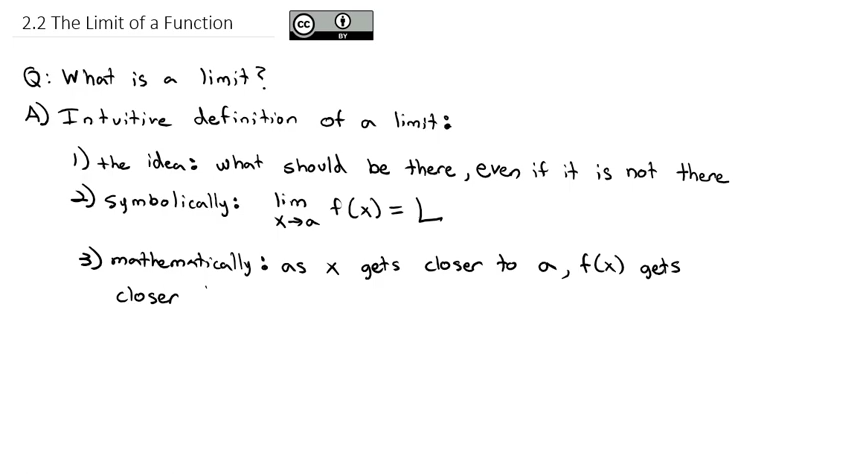 2.2 The Limit of a Function
cc BY
Q: What is a limit?
A) Intuitive definition of a limit:
1) the idea: what should be there, even if it is not there
2) symbolically: lim x→a f(x) = L
3) mathematically: as x gets closer to a, f(x) gets
closer